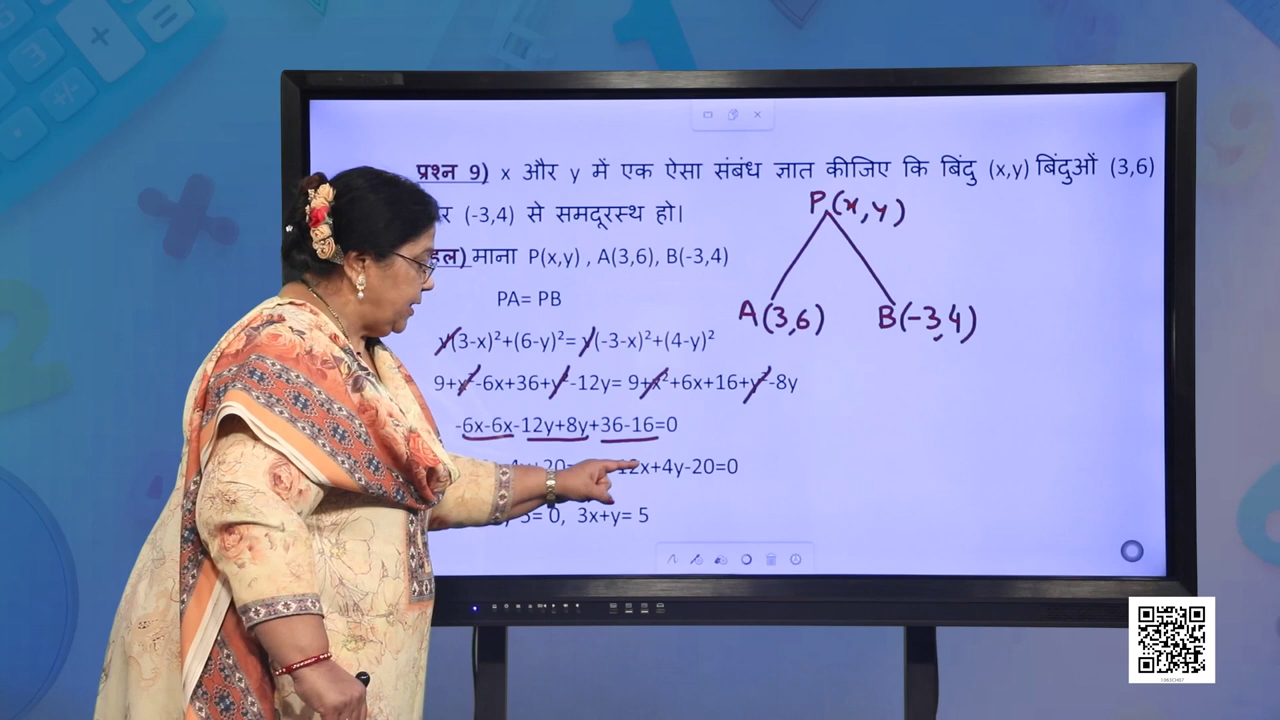 प्रश्न 9) x और y में एक ऐसा संबंध ज्ञात कीजिए कि बिंदु (x,y) बिंदुओं (3,6)
(-3,4) से समदूरस्थ हो।
P(x,y)
हल) माना P(x,y) , A(3,6), B(-3,4)
PA= PB
A(3,6) B(-3,4)
√(3-x)²+(6-y)²= √(-3-x)²+(4-y)²
9+x²-6x+36+y²-12y= 9+x²+6x+16+y²-8y
-6x-6x-12y+8y+36-16=0
12x+4y-20=0
5= 0, 3x+y= 5
1063CH07